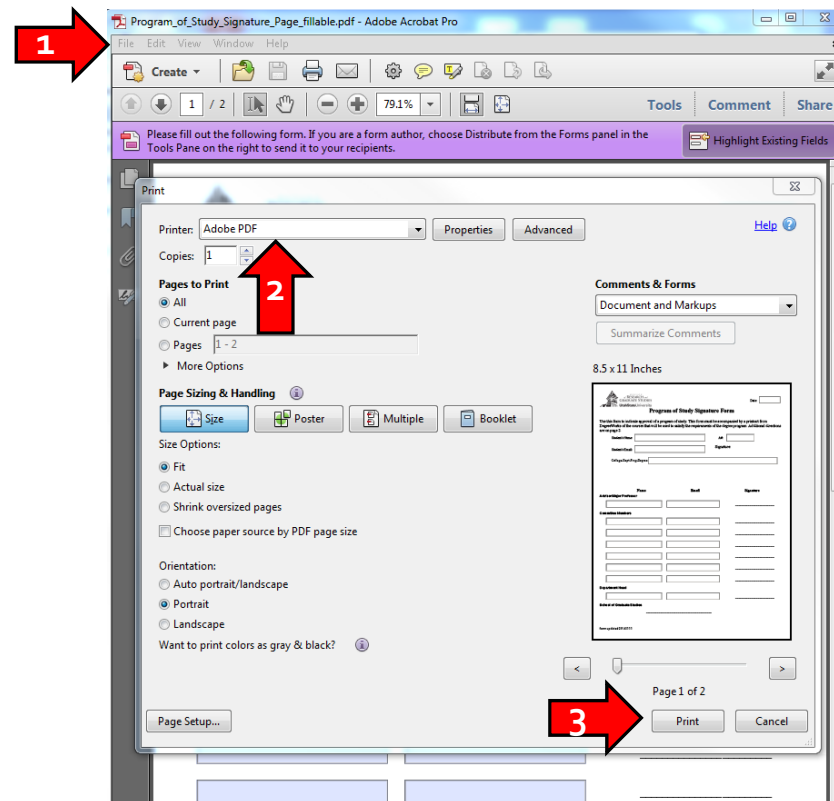 Program_of_Study_Signature_Page_fillable.pdf - Adobe Acrobat Pro
1
File Edit View Window Help
Create
1 / 2 79.1% Tools Comment Share
Please fill out the following form. If you are a form author, choose Distribute from the Forms panel in the
Tools Pane on the right to send it to your recipients.
Highlight Existing Fields
Print
Printer: Adobe PDF Properties Advanced Help
Copies: 1
2
Pages to Print
All
Current page
Pages 1 - 2
More Options
Comments & Forms
Document and Markups
Summarize Comments
8.5 x 11 Inches
Page Sizing & Handling
Size Poster Multiple Booklet
Size Options:
Fit
Actual size
Shrink oversized pages
Choose paper source by PDF page size
Orientation:
Auto portrait/landscape
Portrait
Landscape
Want to print colors as gray & black?
Program of Study Signature Form
< >
Page 1 of 2
3
Page Setup... Print Cancel